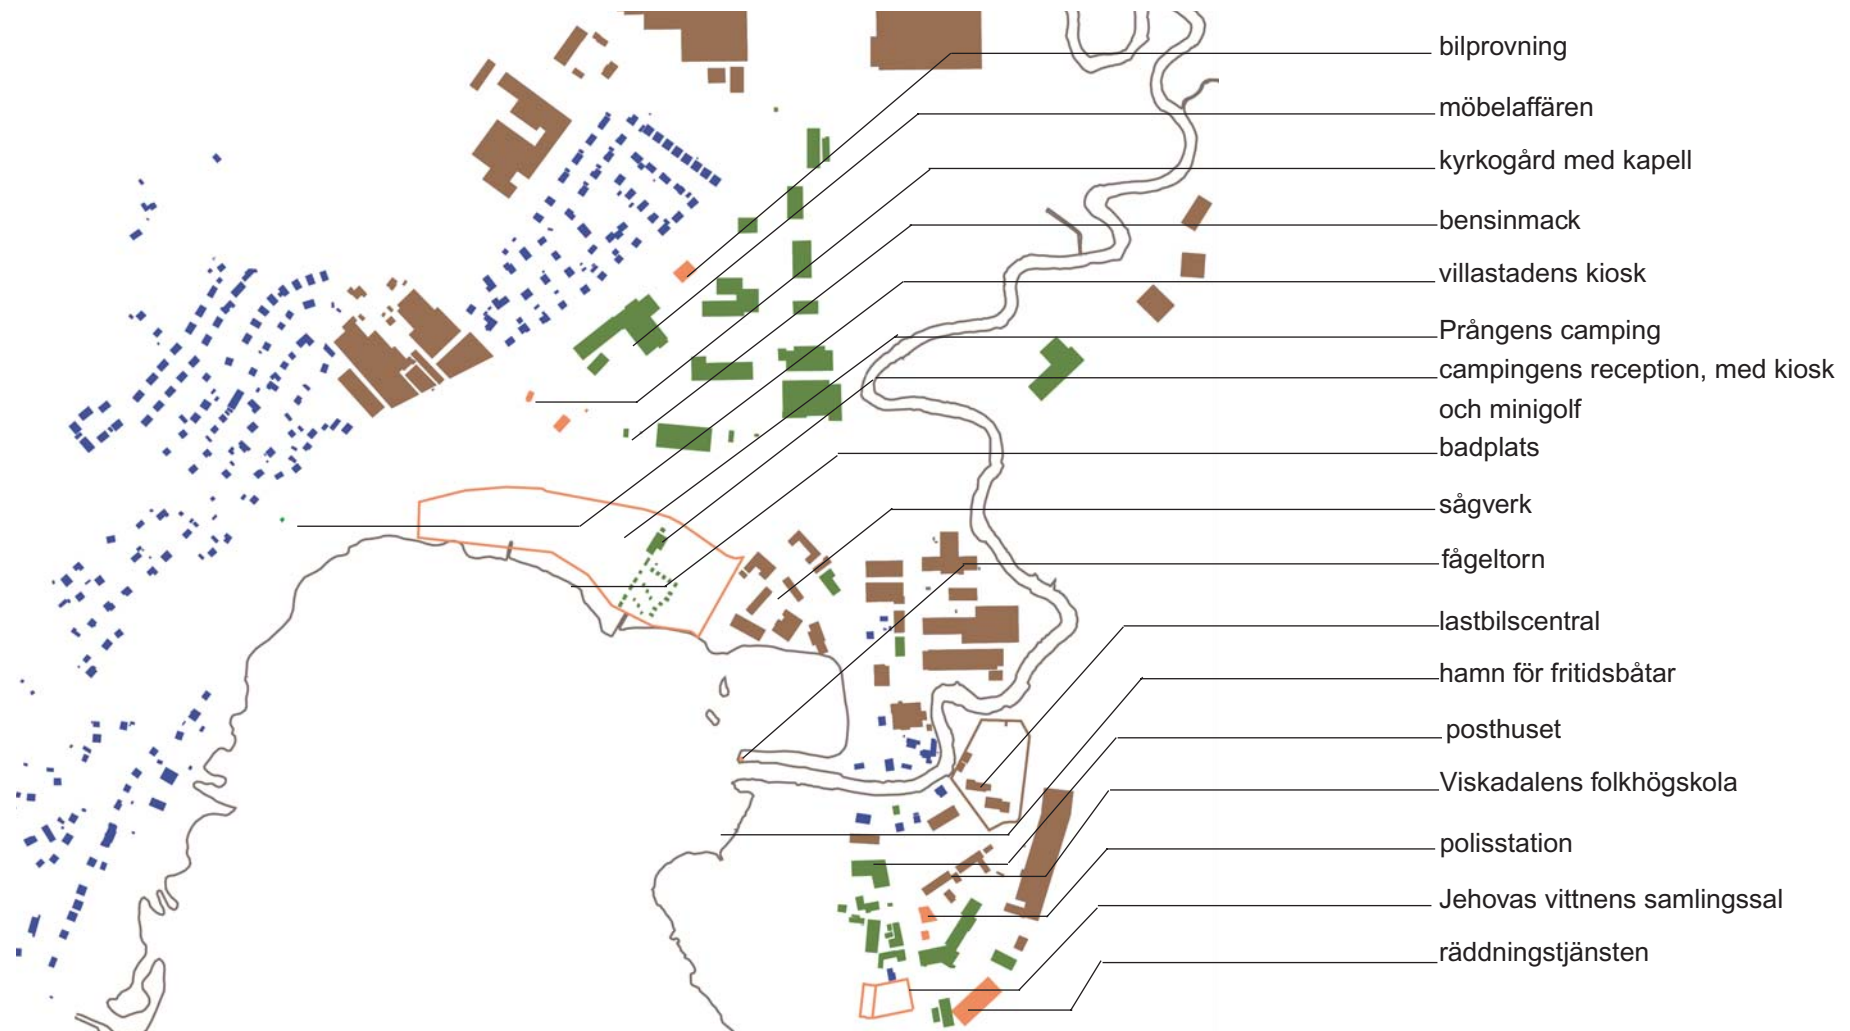 bilprovning
möbelaffären
kyrkogård med kapell
bensinmack
villastadens kiosk
Prångens camping
campingens reception, med kiosk
och minigolf
badplats
sågverk
fågeltorn
lastbilscentral
hamn för fritidsbåtar
posthuset
Viskadalens folkhögskola
polisstation
Jehovas vittnens samlingssal
räddningstjänsten